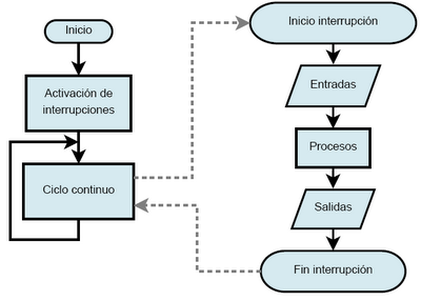 Inicio
Activación de
interrupciones
Ciclo continuo
Inicio interrupción
Entradas
Procesos
Salidas
Fin interrupción